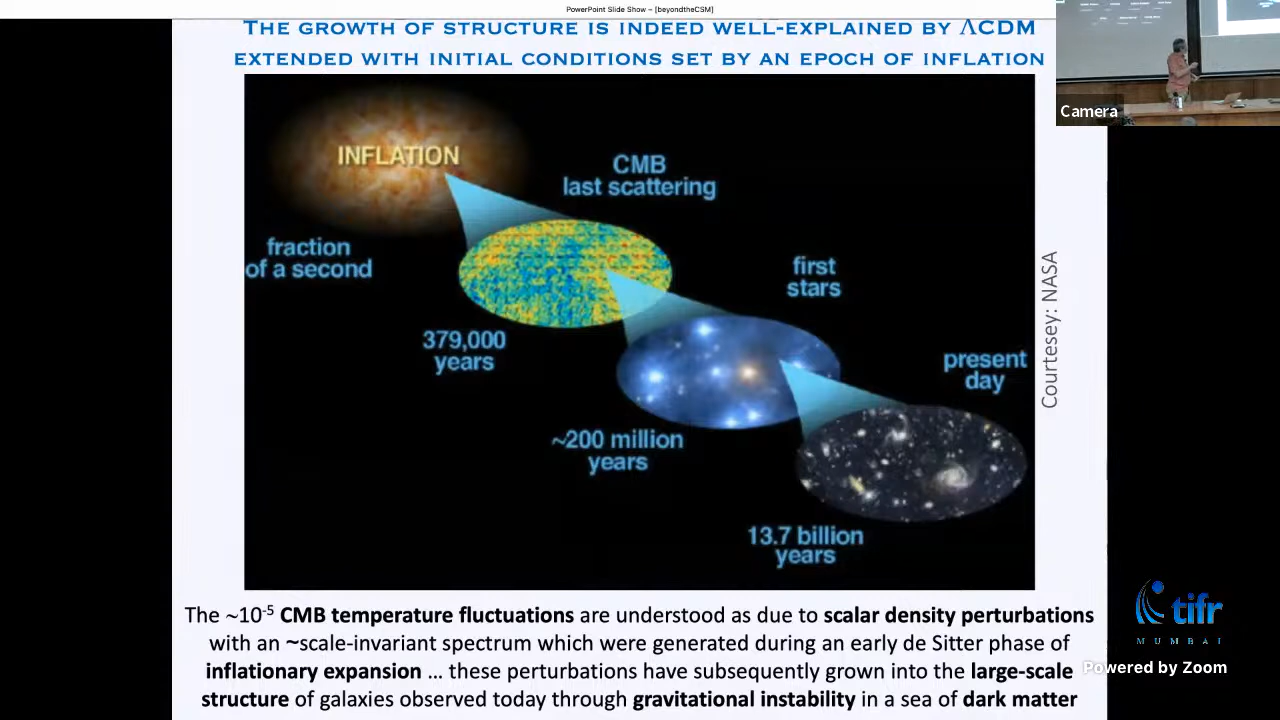 PowerPoint Slide Show – [beyondtheCSM]
THE GROWTH OF STRUCTURE IS INDEED WELL-EXPLAINED BY ΛCDM
EXTENDED WITH INITIAL CONDITIONS SET BY AN EPOCH OF INFLATION
Camera
INFLATION
CMB
last scattering
fraction
of a second
first
stars
379,000
years
present
day
~200 million
years
13.7 billion
years
Courtesey: NASA
The ~10⁻⁵ CMB temperature fluctuations are understood as due to scalar density perturbations
with an ~scale-invariant spectrum which were generated during an early de Sitter phase of
inflationary expansion … these perturbations have subsequently grown into the large-scale
structure of galaxies observed today through gravitational instability in a sea of dark matter
tifr
MUMBAI
Powered by Zoom